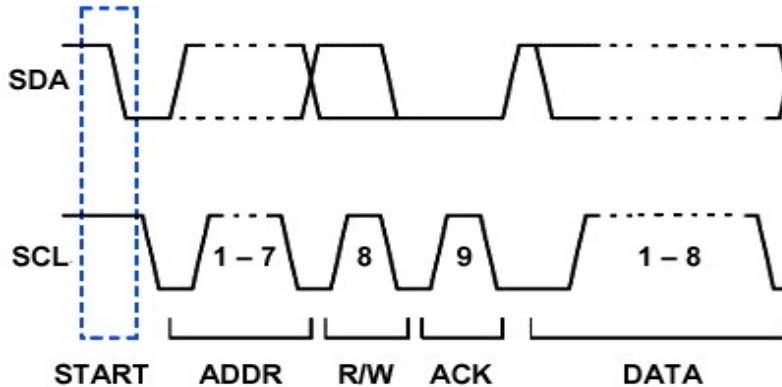 SDA
SCL
1 – 7 8 9 1 – 8
START ADDR R/W ACK DATA